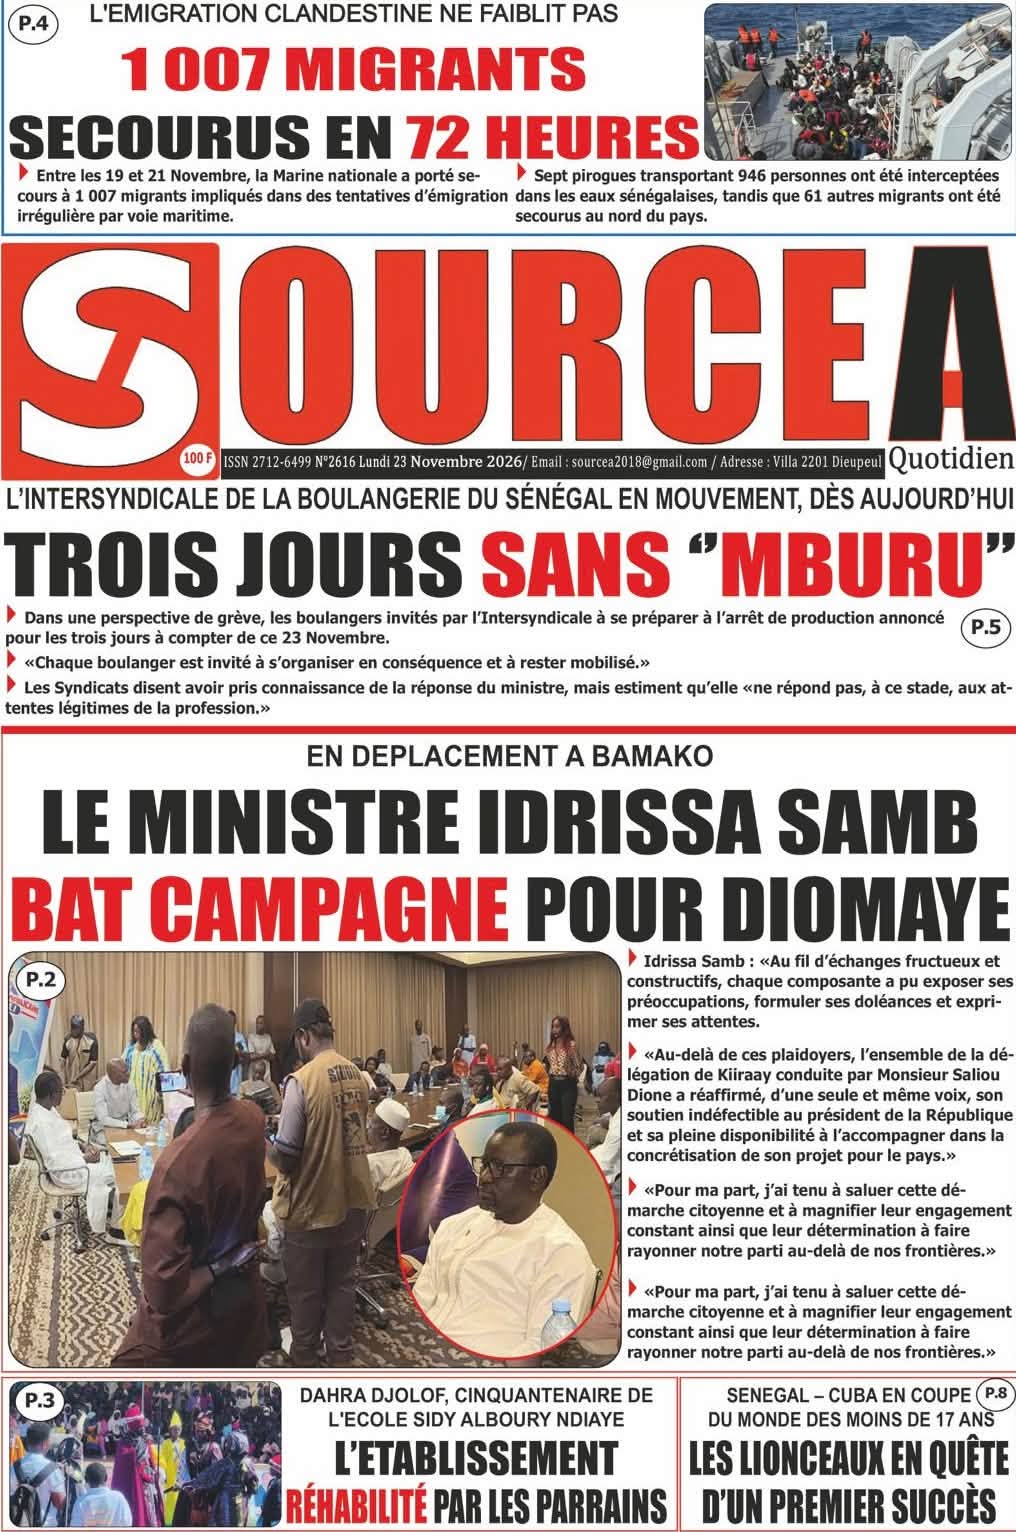 P.4
L'EMIGRATION CLANDESTINE NE FAIBLIT PAS
1 007 MIGRANTS
SECOURUS EN 72 HEURES
Entre les 19 et 21 Novembre, la Marine nationale a porté se-
cours à 1 007 migrants impliqués dans des tentatives d’émigration
irrégulière par voie maritime.
Sept pirogues transportant 946 personnes ont été interceptées
dans les eaux sénégalaises, tandis que 61 autres migrants ont été
secourus au nord du pays.
SOURCEA
100 F
ISSN 2712-6499 N°2616 Lundi 23 Novembre 2026/ Email : sourcea2018@gmail.com / Adresse : Villa 2201 Dieupeul
Quotidien
L’INTERSYNDICALE DE LA BOULANGERIE DU SÉNÉGAL EN MOUVEMENT, DÈS AUJOURD’HUI
TROIS JOURS SANS ‘’MBURU’’
Dans une perspective de grève, les boulangers invités par l’Intersyndicale à se préparer à l’arrêt de production annoncé
pour les trois jours à compter de ce 23 Novembre.
P.5
«Chaque boulanger est invité à s’organiser en conséquence et à rester mobilisé.»
Les Syndicats disent avoir pris connaissance de la réponse du ministre, mais estiment qu’elle «ne répond pas, à ce stade, aux at-
tentes légitimes de la profession.»
EN DEPLACEMENT A BAMAKO
LE MINISTRE IDRISSA SAMB
BAT CAMPAGNE POUR DIOMAYE
P.2
Idrissa Samb : «Au fil d’échanges fructueux et
constructifs, chaque composante a pu exposer ses
préoccupations, formuler ses doléances et expri-
mer ses attentes.
«Au-delà de ces plaidoyers, l’ensemble de la dé-
légation de Kiiraay conduite par Monsieur Saliou
Dione a réaffirmé, d’une seule et même voix, son
soutien indéfectible au président de la République
et sa pleine disponibilité à l’accompagner dans la
concrétisation de son projet pour le pays.»
«Pour ma part, j’ai tenu à saluer cette dé-
marche citoyenne et à magnifier leur engagement
constant ainsi que leur détermination à faire
rayonner notre parti au-delà de nos frontières.»
«Pour ma part, j’ai tenu à saluer cette dé-
marche citoyenne et à magnifier leur engagement
constant ainsi que leur détermination à faire
rayonner notre parti au-delà de nos frontières.»
P.3
DAHRA DJOLOF, CINQUANTENAIRE DE
L'ECOLE SIDY ALBOURY NDIAYE
L’ETABLISSEMENT
RÉHABILITÉ PAR LES PARRAINS
SENEGAL – CUBA EN COUPE
P.8
DU MONDE DES MOINS DE 17 ANS
LES LIONCEAUX EN QUÊTE
D’UN PREMIER SUCCÈS